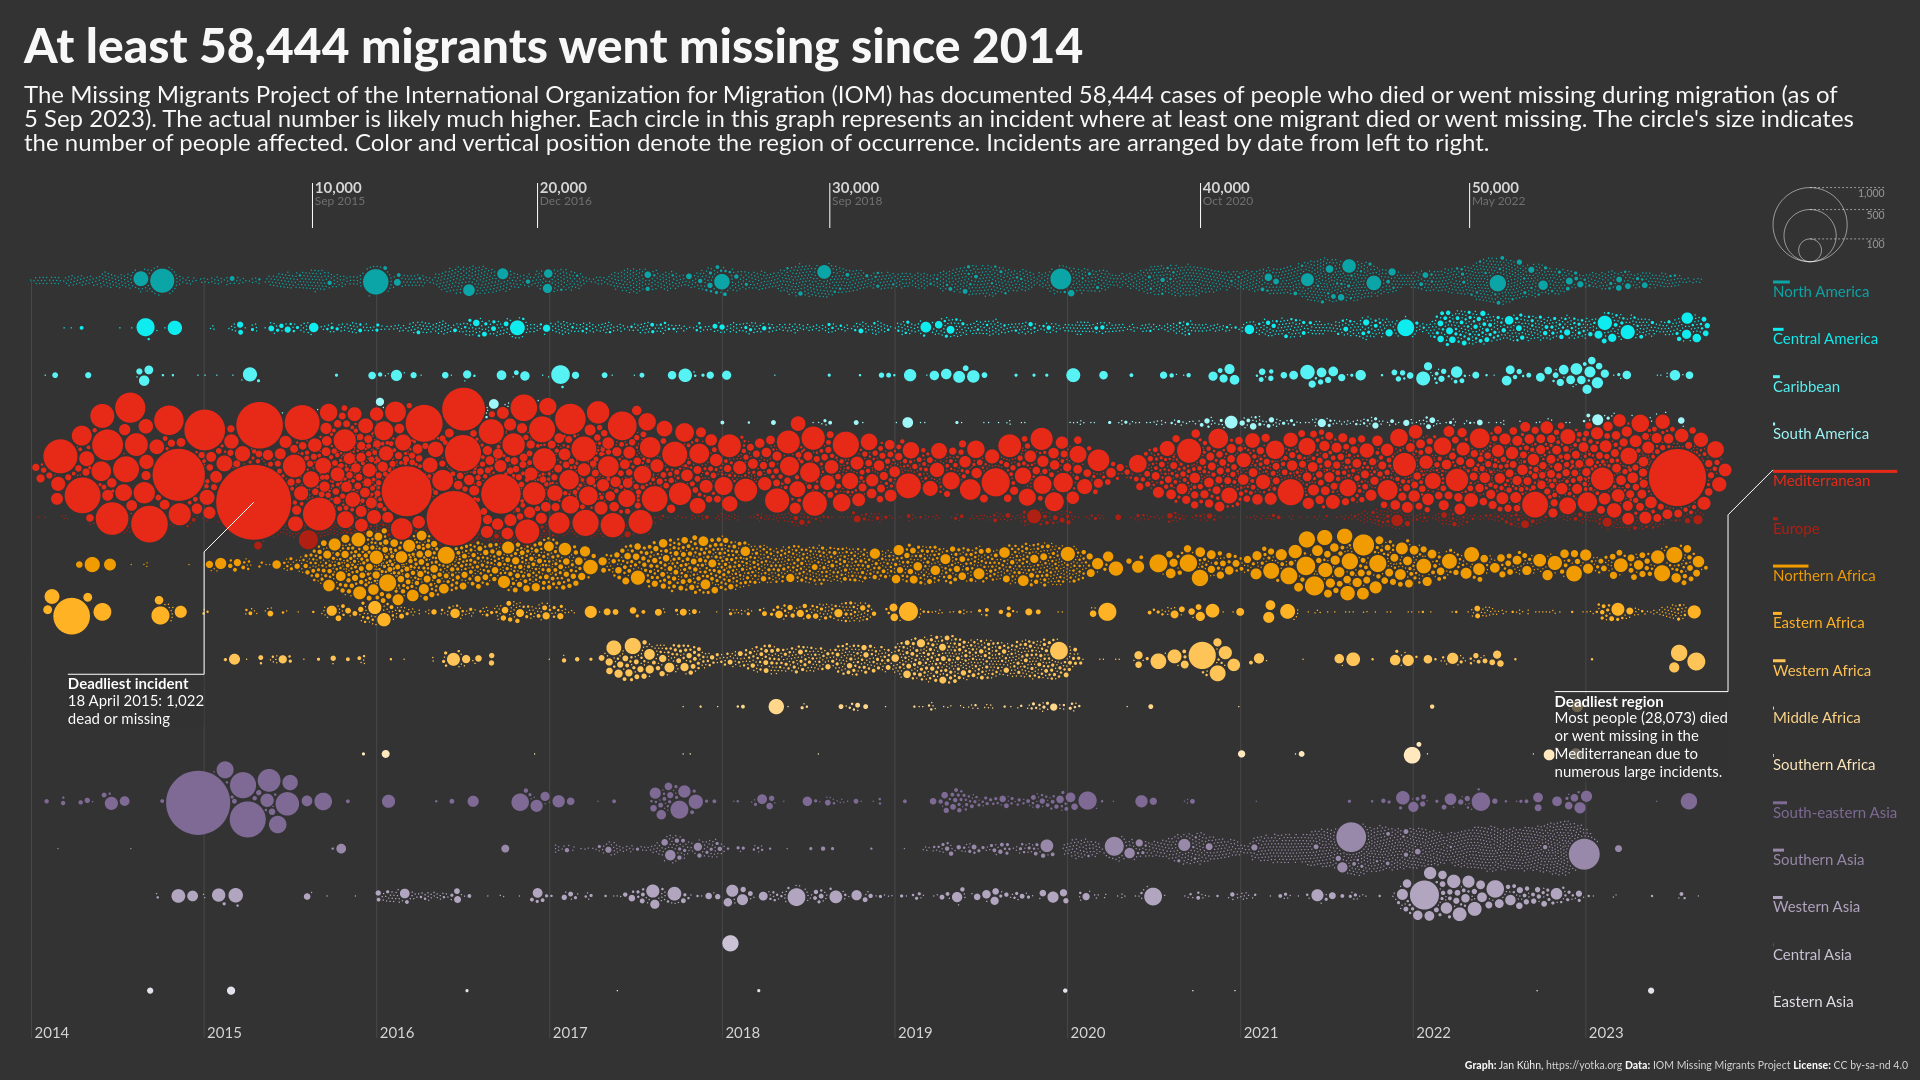 At least 58,444 migrants went missing since 2014
The Missing Migrants Project of the International Organization for Migration (IOM) has documented 58,444 cases of people who died or went missing during migration (as of
5 Sep 2023). The actual number is likely much higher. Each circle in this graph represents an incident where at least one migrant died or went missing. The circle's size indicates
the number of people affected. Color and vertical position denote the region of occurrence. Incidents are arranged by date from left to right.
10,000
Sep 2015
20,000
Dec 2016
30,000
Sep 2018
40,000
Oct 2020
50,000
May 2022
1,000
500
100
North America
Central America
Caribbean
South America
Mediterranean
Europe
Northern Africa
Eastern Africa
Western Africa
Middle Africa
Southern Africa
South-eastern Asia
Southern Asia
Western Asia
Central Asia
Eastern Asia
Deadliest incident
18 April 2015: 1,022
dead or missing
Deadliest region
Most people (28,073) died
or went missing in the
Mediterranean due to
numerous large incidents.
2014
2015
2016
2017
2018
2019
2020
2021
2022
2023
Graph: Jan Kühn, https://yotka.org Data: IOM Missing Migrants Project License: CC by-sa-nd 4.0